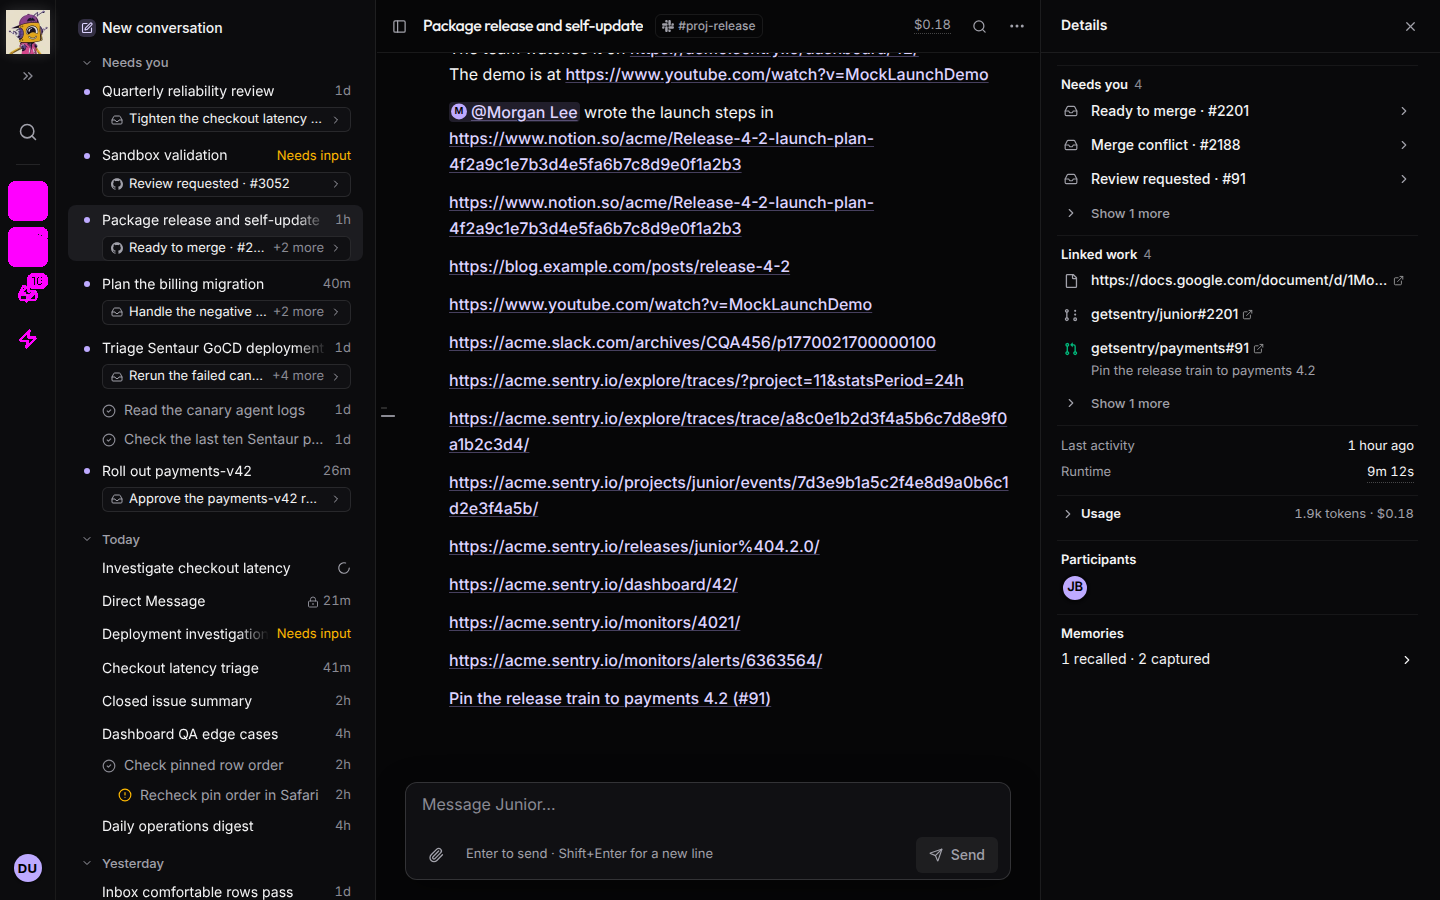 New conversation
Needs you
Quarterly reliability review 1d
Tighten the checkout latency ...
Sandbox validation Needs input
Review requested · #3052
Package release and self-update 1h
Ready to merge · #2... +2 more
Plan the billing migration 40m
Handle the negative ... +2 more
Triage Sentaur GoCD deployment 1d
Rerun the failed can... +4 more
Read the canary agent logs 1d
Check the last ten Sentaur p... 1d
Roll out payments-v42 26m
Approve the payments-v42 r...
Today
Investigate checkout latency
Direct Message 21m
Deployment investigation Needs input
Checkout latency triage 41m
Closed issue summary 2h
Dashboard QA edge cases 4h
Check pinned row order 2h
Recheck pin order in Safari 2h
Daily operations digest 4h
Yesterday
Inbox comfortable rows pass 1d
DU
Package release and self-update #proj-release $0.18
The demo is at https://www.youtube.com/watch?v=MockLaunchDemo
M @Morgan Lee wrote the launch steps in
https://www.notion.so/acme/Release-4-2-launch-plan-
4f2a9c1e7b3d4e5fa6b7c8d9e0f1a2b3
https://www.notion.so/acme/Release-4-2-launch-plan-
4f2a9c1e7b3d4e5fa6b7c8d9e0f1a2b3
https://blog.example.com/posts/release-4-2
https://www.youtube.com/watch?v=MockLaunchDemo
https://acme.slack.com/archives/CQA456/p1770021700000100
https://acme.sentry.io/explore/traces/?project=11&statsPeriod=24h
https://acme.sentry.io/explore/traces/trace/a8c0e1b2d3f4a5b6c7d8e9f0
a1b2c3d4/
https://acme.sentry.io/projects/junior/events/7d3e9b1a5c2f4e8d9a0b6c1
d2e3f4a5b/
https://acme.sentry.io/releases/junior%404.2.0/
https://acme.sentry.io/dashboard/42/
https://acme.sentry.io/monitors/4021/
https://acme.sentry.io/monitors/alerts/6363564/
Pin the release train to payments 4.2 (#91)
Message Junior...
Enter to send · Shift+Enter for a new line
Send
Details
Needs you 4
Ready to merge · #2201
Merge conflict · #2188
Review requested · #91
Show 1 more
Linked work 4
https://docs.google.com/document/d/1Mo...
getsentry/junior#2201
getsentry/payments#91
Pin the release train to payments 4.2
Show 1 more
Last activity 1 hour ago
Runtime 9m 12s
Usage 1.9k tokens · $0.18
Participants
JB
Memories
1 recalled · 2 captured